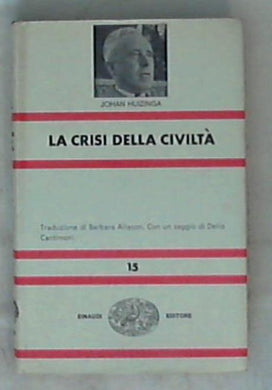 JOHAN HUIZINGA
LA CRISI DELLA CIVILTÀ
Traduzione di Barbara Allason. Con un saggio di Delio
Cantimori.
15
EINAUDI EDITORE